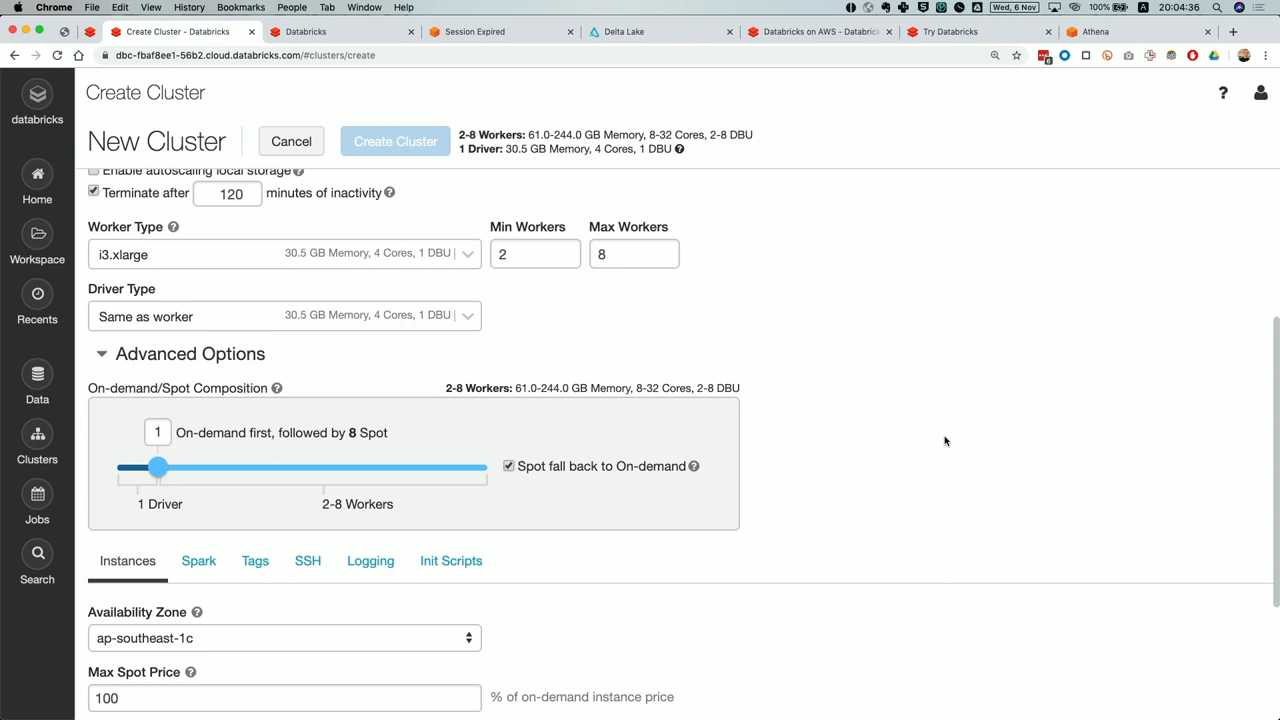 Chrome File Edit View History Bookmarks People Tab Window Help 100% A Wed, 6 Nov 20:04:36
Create Cluster - Databricks Databricks Session Expired Delta Lake Databricks on AWS - Databric Try Databricks Athena
dbc-fbaf8ee1-56b2.cloud.databricks.com/#clusters/create
databricks
Home
Workspace
Recents
Data
Clusters
Jobs
Search
Create Cluster
New Cluster Cancel Create Cluster
2-8 Workers: 61.0-244.0 GB Memory, 8-32 Cores, 2-8 DBU
1 Driver: 30.5 GB Memory, 4 Cores, 1 DBU ?
Enable autoscaling local storage ?
Terminate after 120 minutes of inactivity ?
Worker Type ? Min Workers Max Workers
i3.xlarge 30.5 GB Memory, 4 Cores, 1 DBU | 2 8
Driver Type
Same as worker 30.5 GB Memory, 4 Cores, 1 DBU |
Advanced Options
On-demand/Spot Composition ? 2-8 Workers: 61.0-244.0 GB Memory, 8-32 Cores, 2-8 DBU
1 On-demand first, followed by 8 Spot
Spot fall back to On-demand ?
1 Driver 2-8 Workers
Instances Spark Tags SSH Logging Init Scripts
Availability Zone ?
ap-southeast-1c
Max Spot Price ?
100 % of on-demand instance price